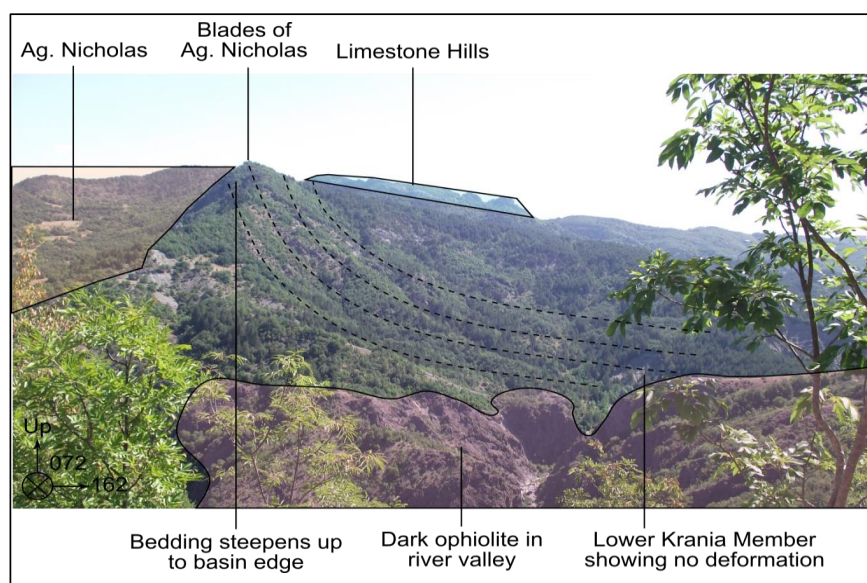 Ag. Nicholas
Blades of
Ag. Nicholas
Limestone Hills
Up
072
162
Bedding steepens up
to basin edge
Dark ophiolite in
river valley
Lower Krania Member
showing no deformation